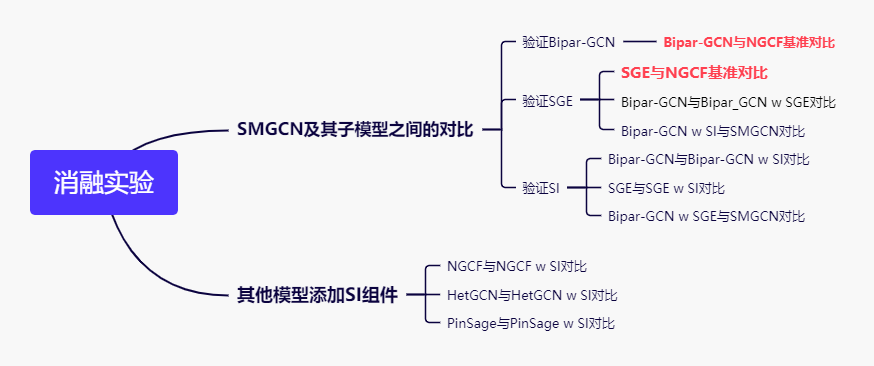 消融实验
SMGCN及其子模型之间的对比
验证Bipar-GCN
Bipar-GCN与NGCF基准对比
验证SGE
SGE与NGCF基准对比
Bipar-GCN与Bipar_GCN w SGE对比
Bipar-GCN w SI与SMGCN对比
验证SI
Bipar-GCN与Bipar-GCN w SI对比
SGE与SGE w SI对比
Bipar-GCN w SGE与SMGCN对比
其他模型添加SI组件
NGCF与NGCF w SI对比
HetGCN与HetGCN w SI对比
PinSage与PinSage w SI对比